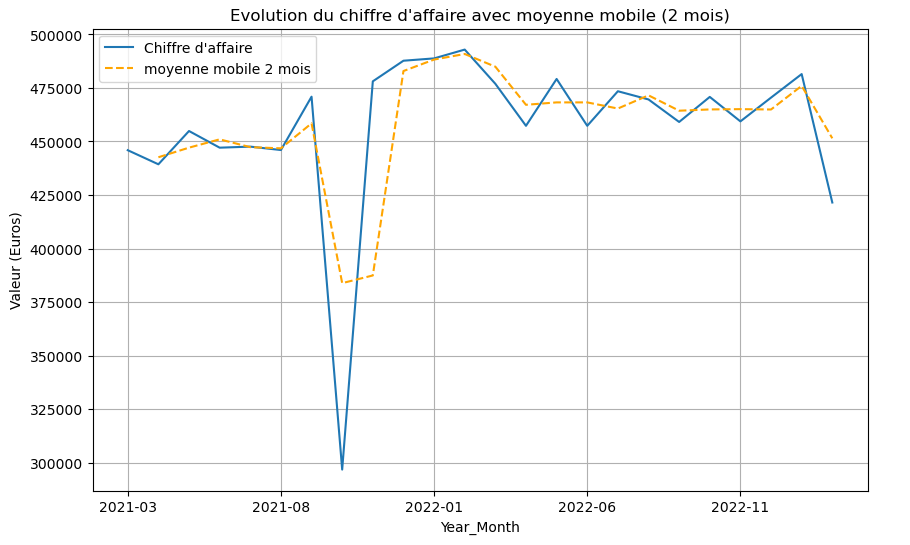 Evolution du chiffre d'affaire avec moyenne mobile (2 mois)
Chiffre d'affaire
moyenne mobile 2 mois
500000
475000
450000
425000
400000
375000
350000
325000
300000
Valeur (Euros)
2021-03 2021-08 2022-01 2022-06 2022-11
Year_Month